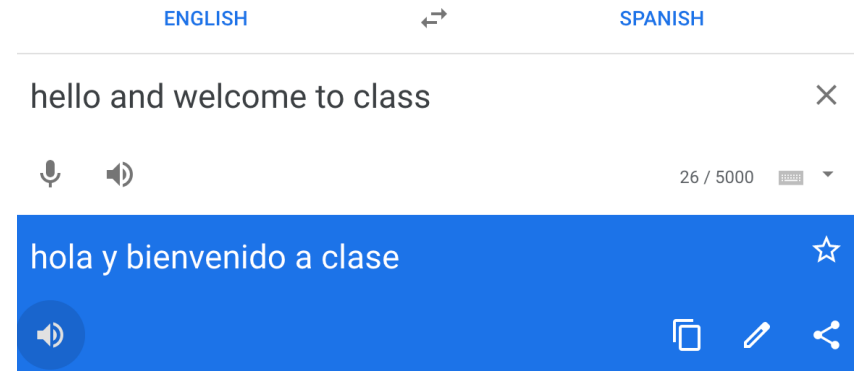 ENGLISH SPANISH
hello and welcome to class
26 / 5000
hola y bienvenido a clase